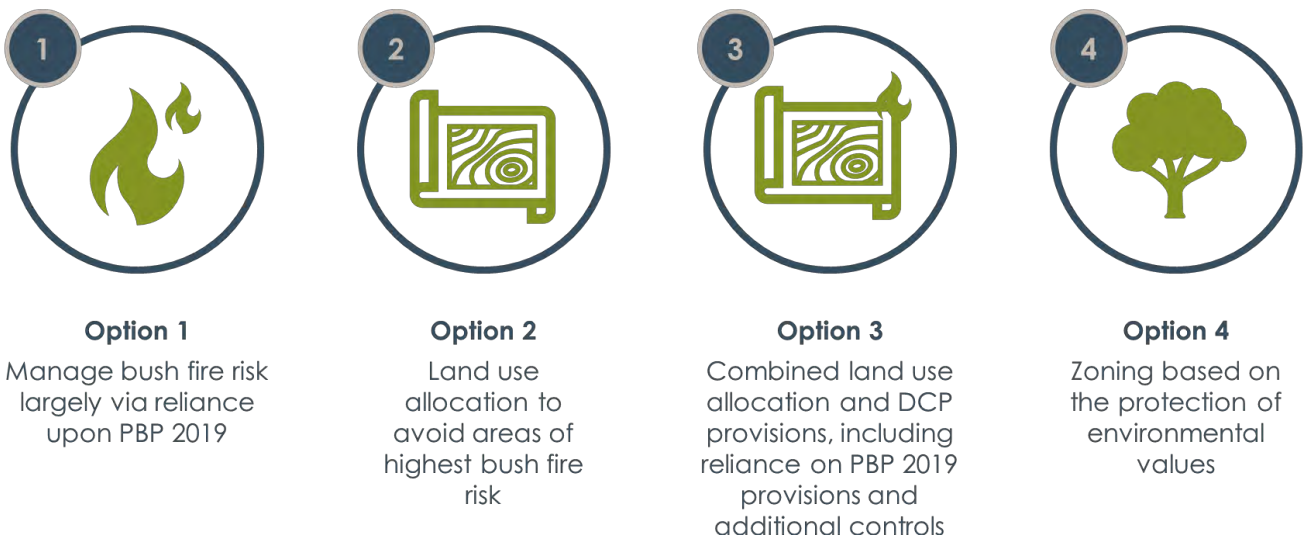 1
2
3
4
Option 1
Manage bush fire risk
largely via reliance
upon PBP 2019
Option 2
Land use
allocation to
avoid areas of
highest bush fire
risk
Option 3
Combined land use
allocation and DCP
provisions, including
reliance on PBP 2019
provisions and
additional controls
Option 4
Zoning based on
the protection of
environmental
values